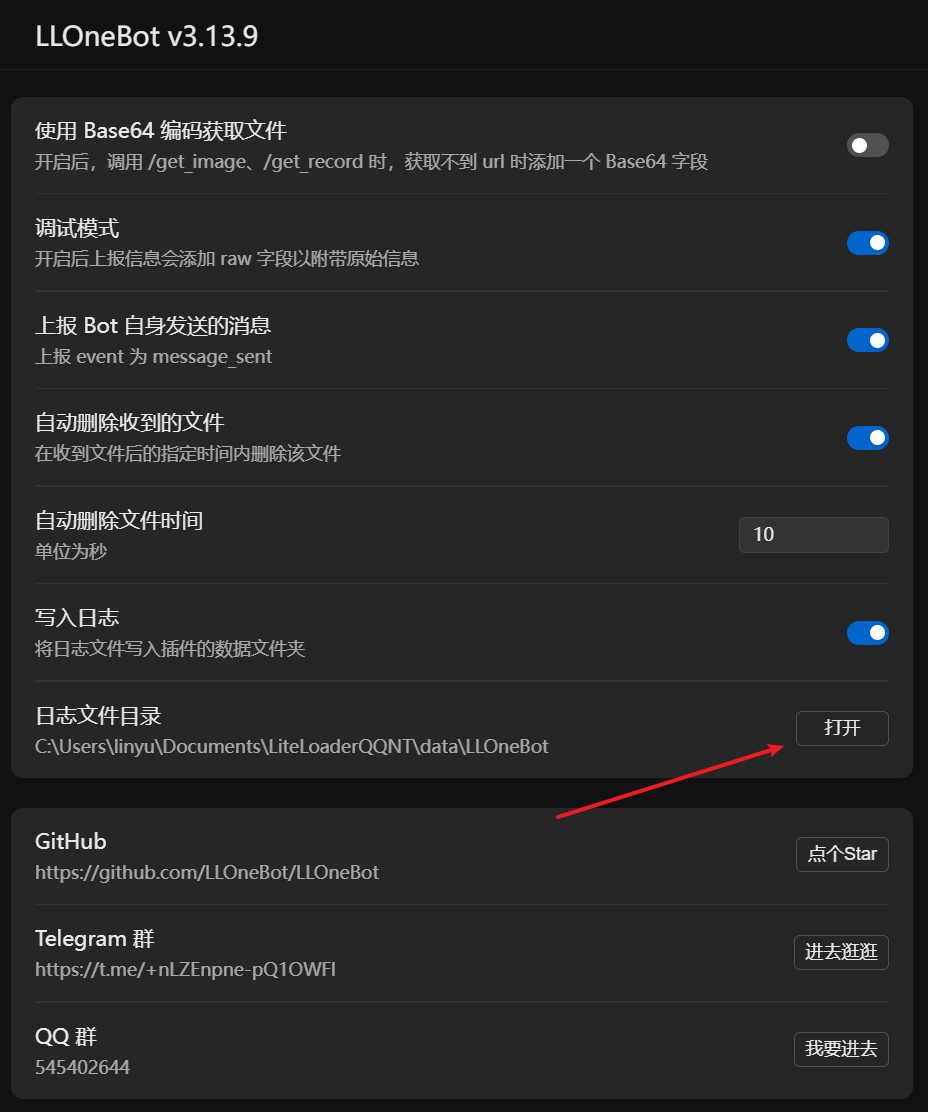 LLOneBot v3.13.9
使用 Base64 编码获取文件
开启后，调用 /get_image、/get_record 时，获取不到 url 时添加一个 Base64 字段
调试模式
开启后上报信息会添加 raw 字段以附带原始信息
上报 Bot 自身发送的消息
上报 event 为 message_sent
自动删除收到的文件
在收到文件后的指定时间内删除该文件
自动删除文件时间
10
单位为秒
写入日志
将日志文件写入插件的数据文件夹
日志文件目录
打开
C:\Users\linyu\Documents\LiteLoaderQQNT\data\LLOneBot
GitHub
点个Star
https://github.com/LLOneBot/LLOneBot
Telegram 群
进去逛逛
https://t.me/+nLZEnpne-pQ1OWFl
QQ 群
我要进去
545402644